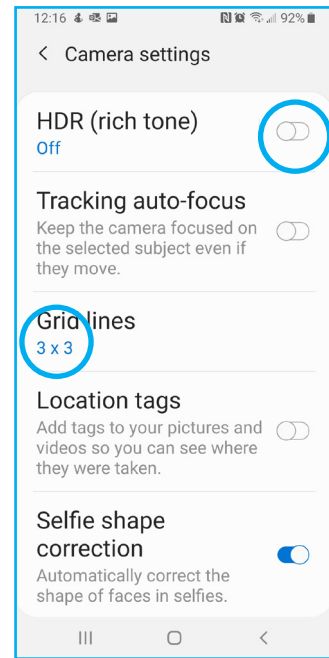 12:16 92%
Camera settings
HDR (rich tone)
Off
Tracking auto-focus
Keep the camera focused on
the selected subject even if
they move.
Grid lines
3 x 3
Location tags
Add tags to your pictures and
videos so you can see where
they were taken.
Selfie shape
correction
Automatically correct the
shape of faces in selfies.